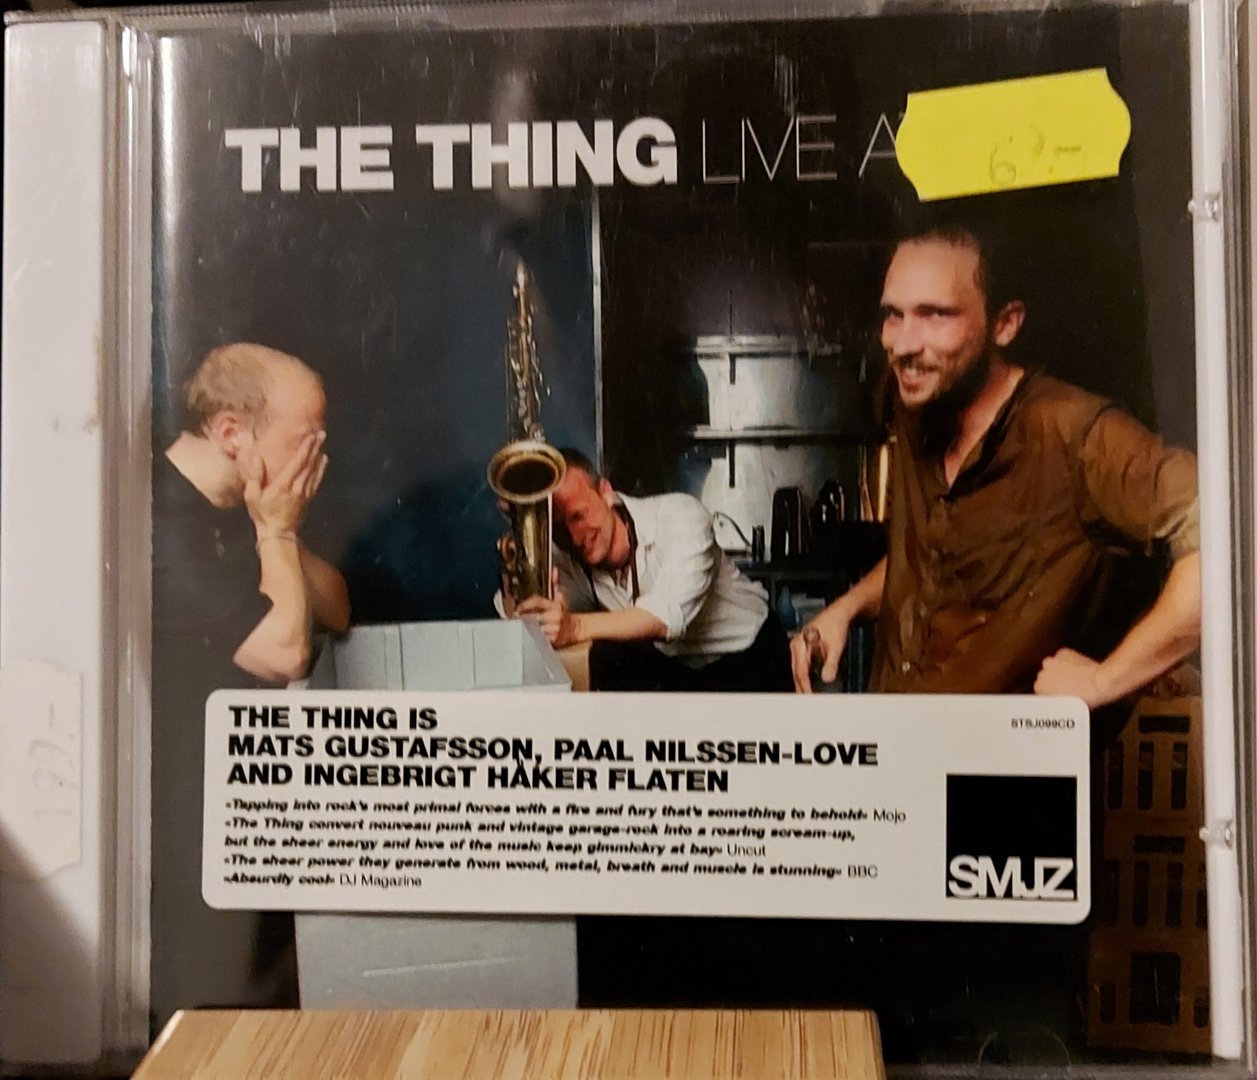 THE THING LIVE A
6
THE THING IS
STSJ099CD
MATS GUSTAFSSON, PAAL NILSSEN-LOVE
AND INGEBRIGT HÅKER FLATEN
«Tapping into rock's most primal forces with a fire and fury that's something to behold» Mojo
«The Thing convert nouveau punk and vintage garage-rock into a roaring scream-up,
but the sheer energy and love of the music keep gimmickry at bay» Uncut
«The sheer power they generate from wood, metal, breath and muscle is stunning» BBC
«Absurdly cool» DJ Magazine
SMJZ